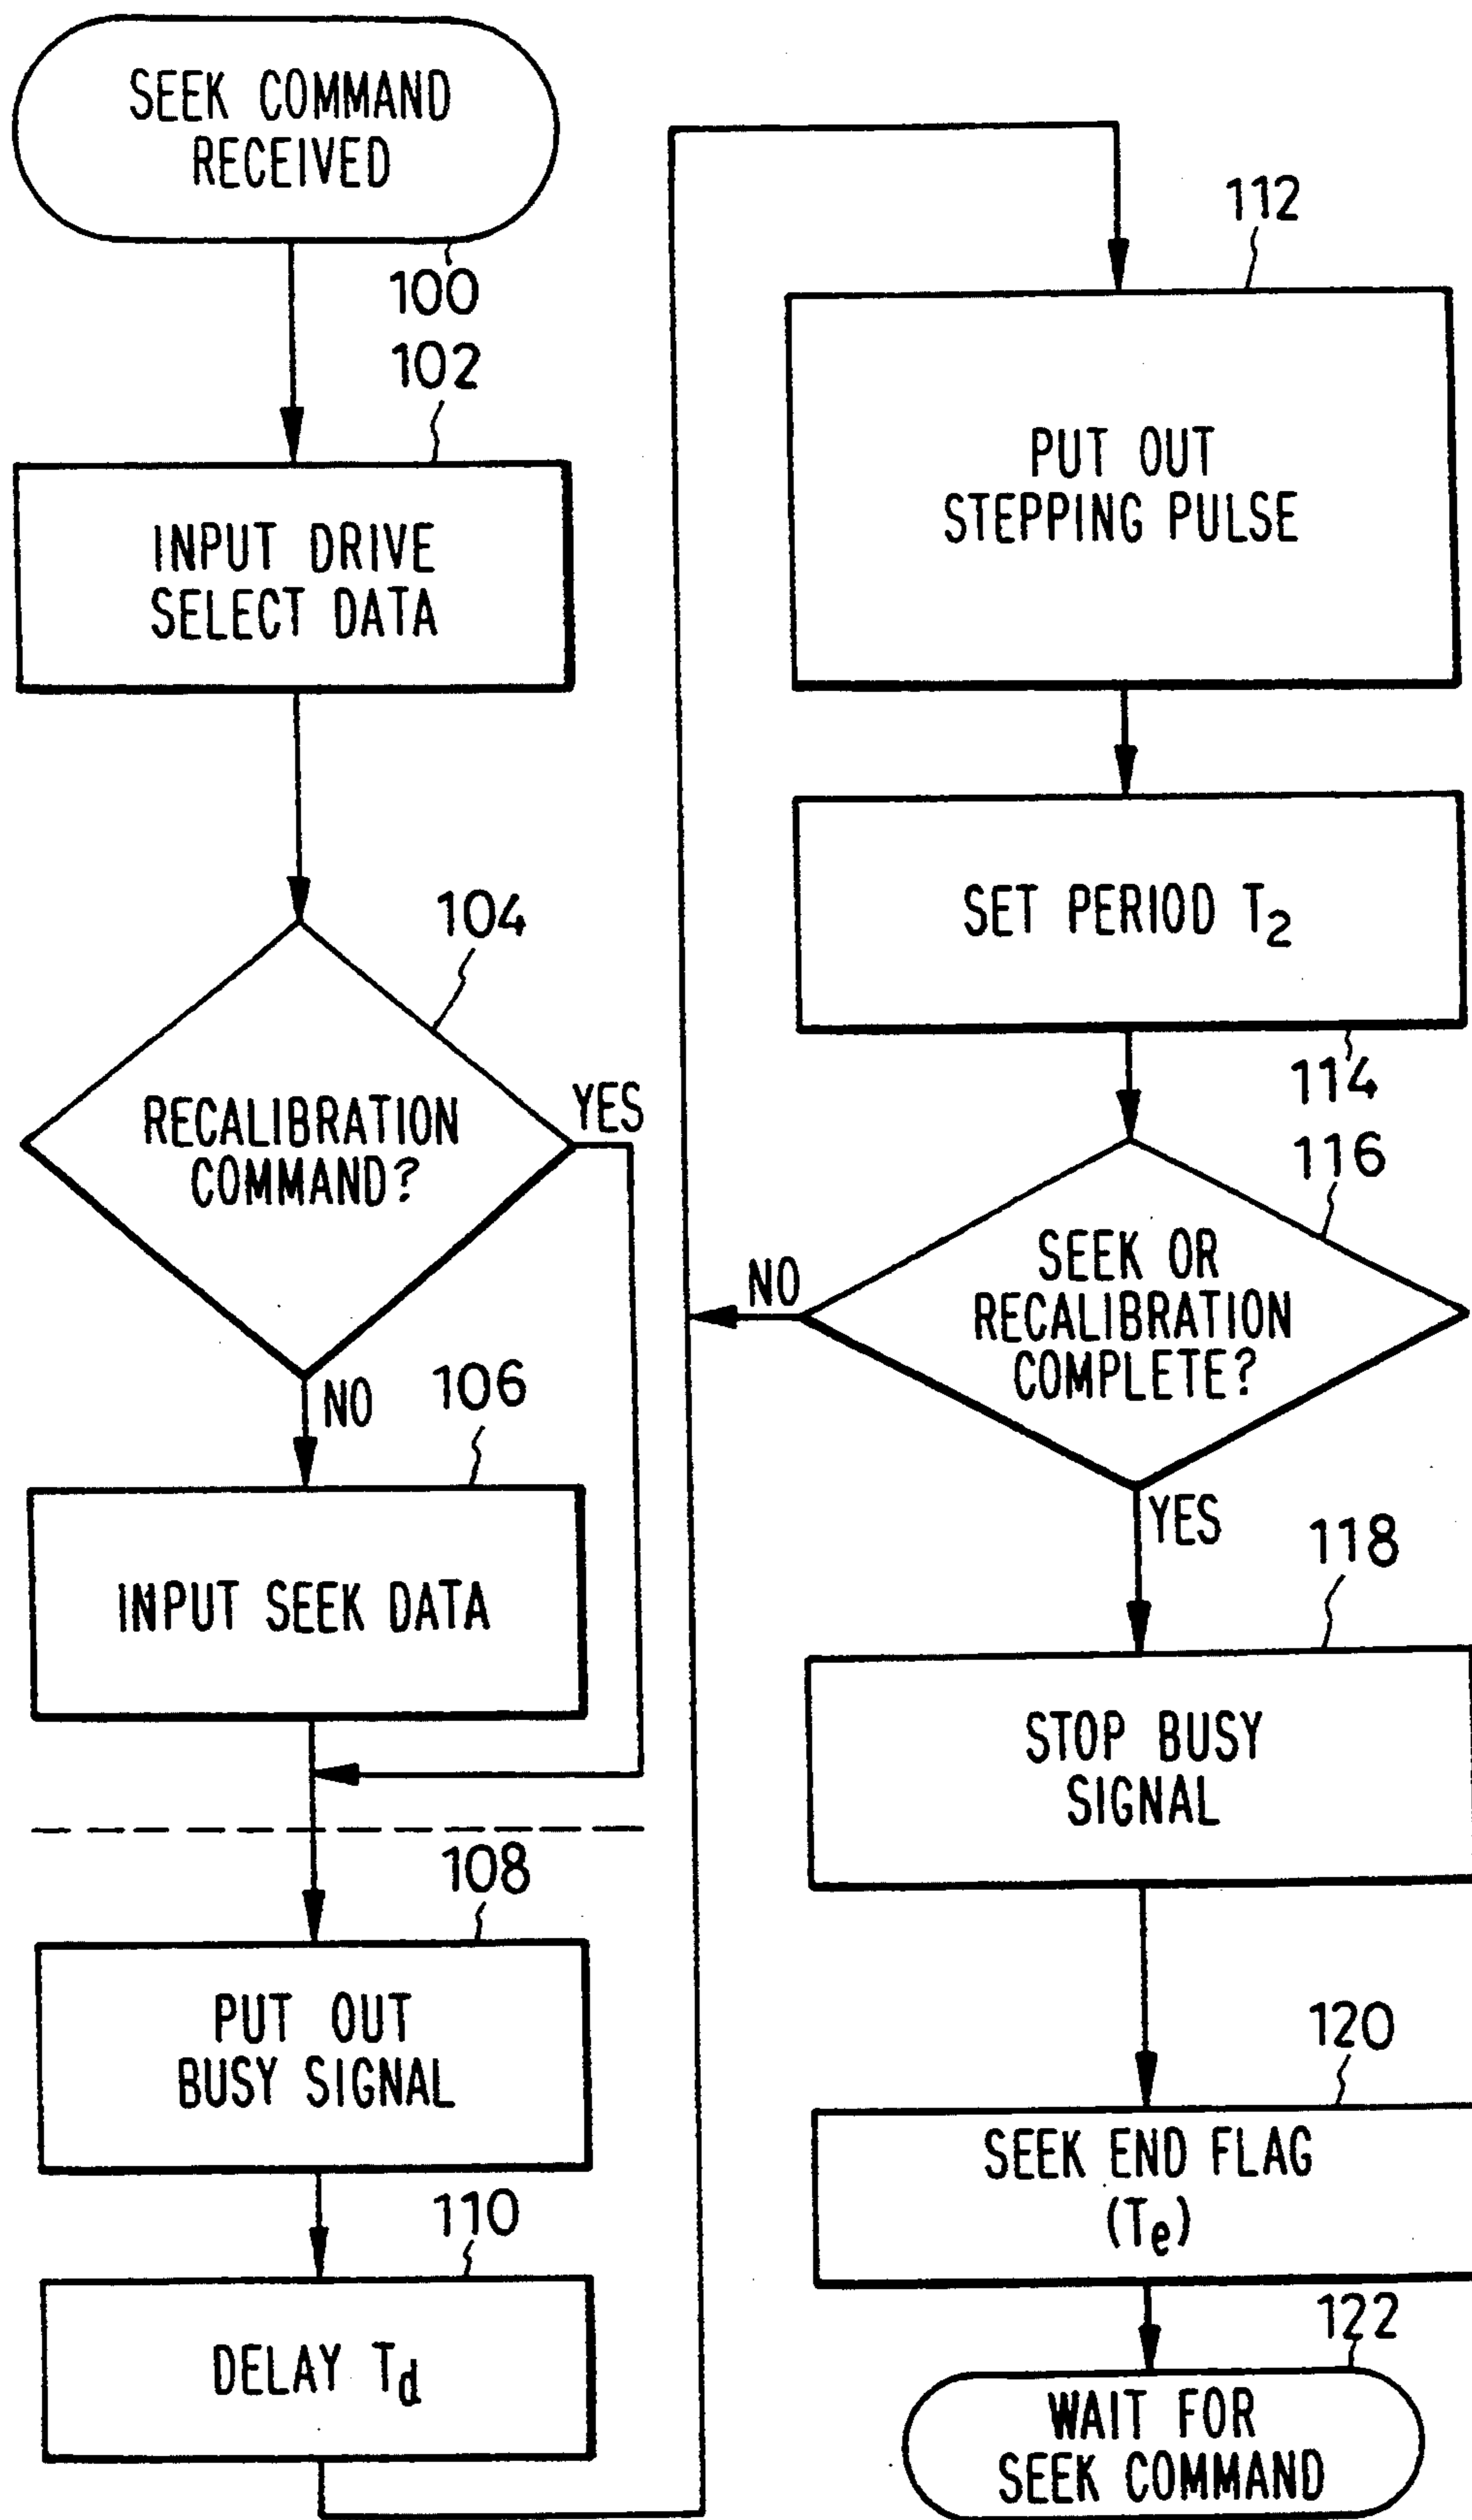 SEEK COMMAND
RECEIVED
100
102
INPUT DRIVE
SELECT DATA
104
RECALIBRATION
COMMAND?
YES
NO
106
INPUT SEEK DATA
108
PUT OUT
BUSY SIGNAL
110
DELAY Td
112
PUT OUT
STEPPING PULSE
SET PERIOD T2
114
116
SEEK OR
RECALIBRATION
COMPLETE?
NO
YES
118
STOP BUSY
SIGNAL
120
SEEK END FLAG
(Te)
122
WAIT FOR
SEEK COMMAND